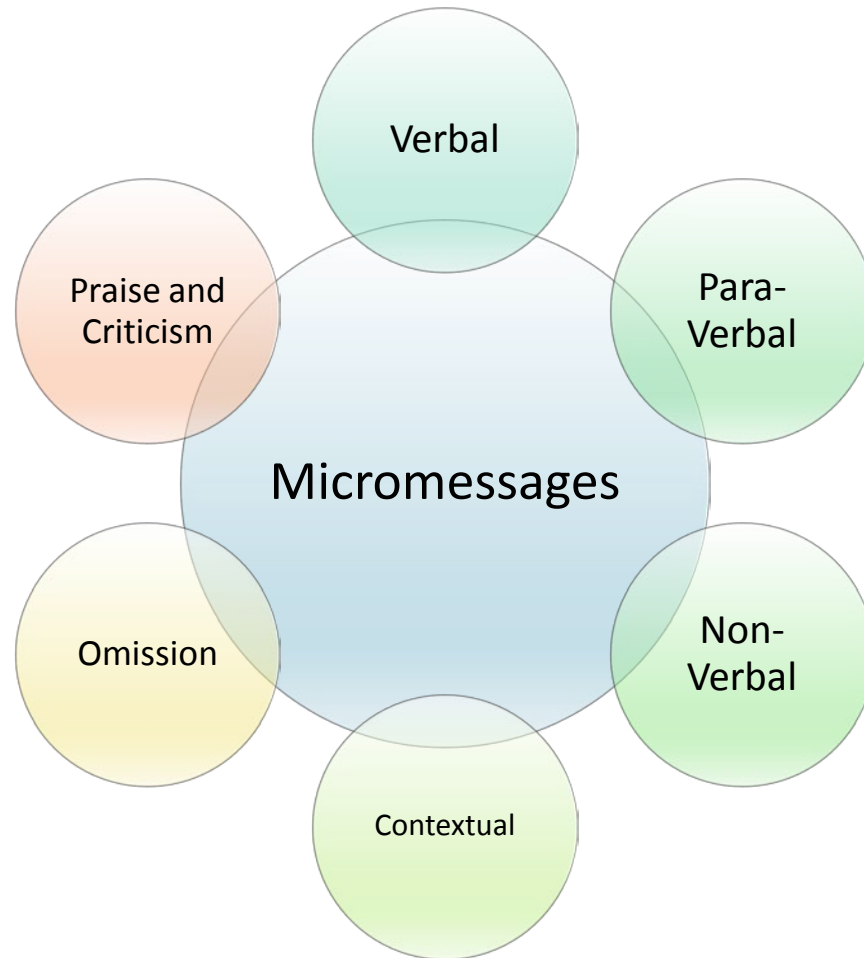 Verbal
Praise and
Criticism
Para-
Verbal
Micromessages
Omission
Non-
Verbal
Contextual